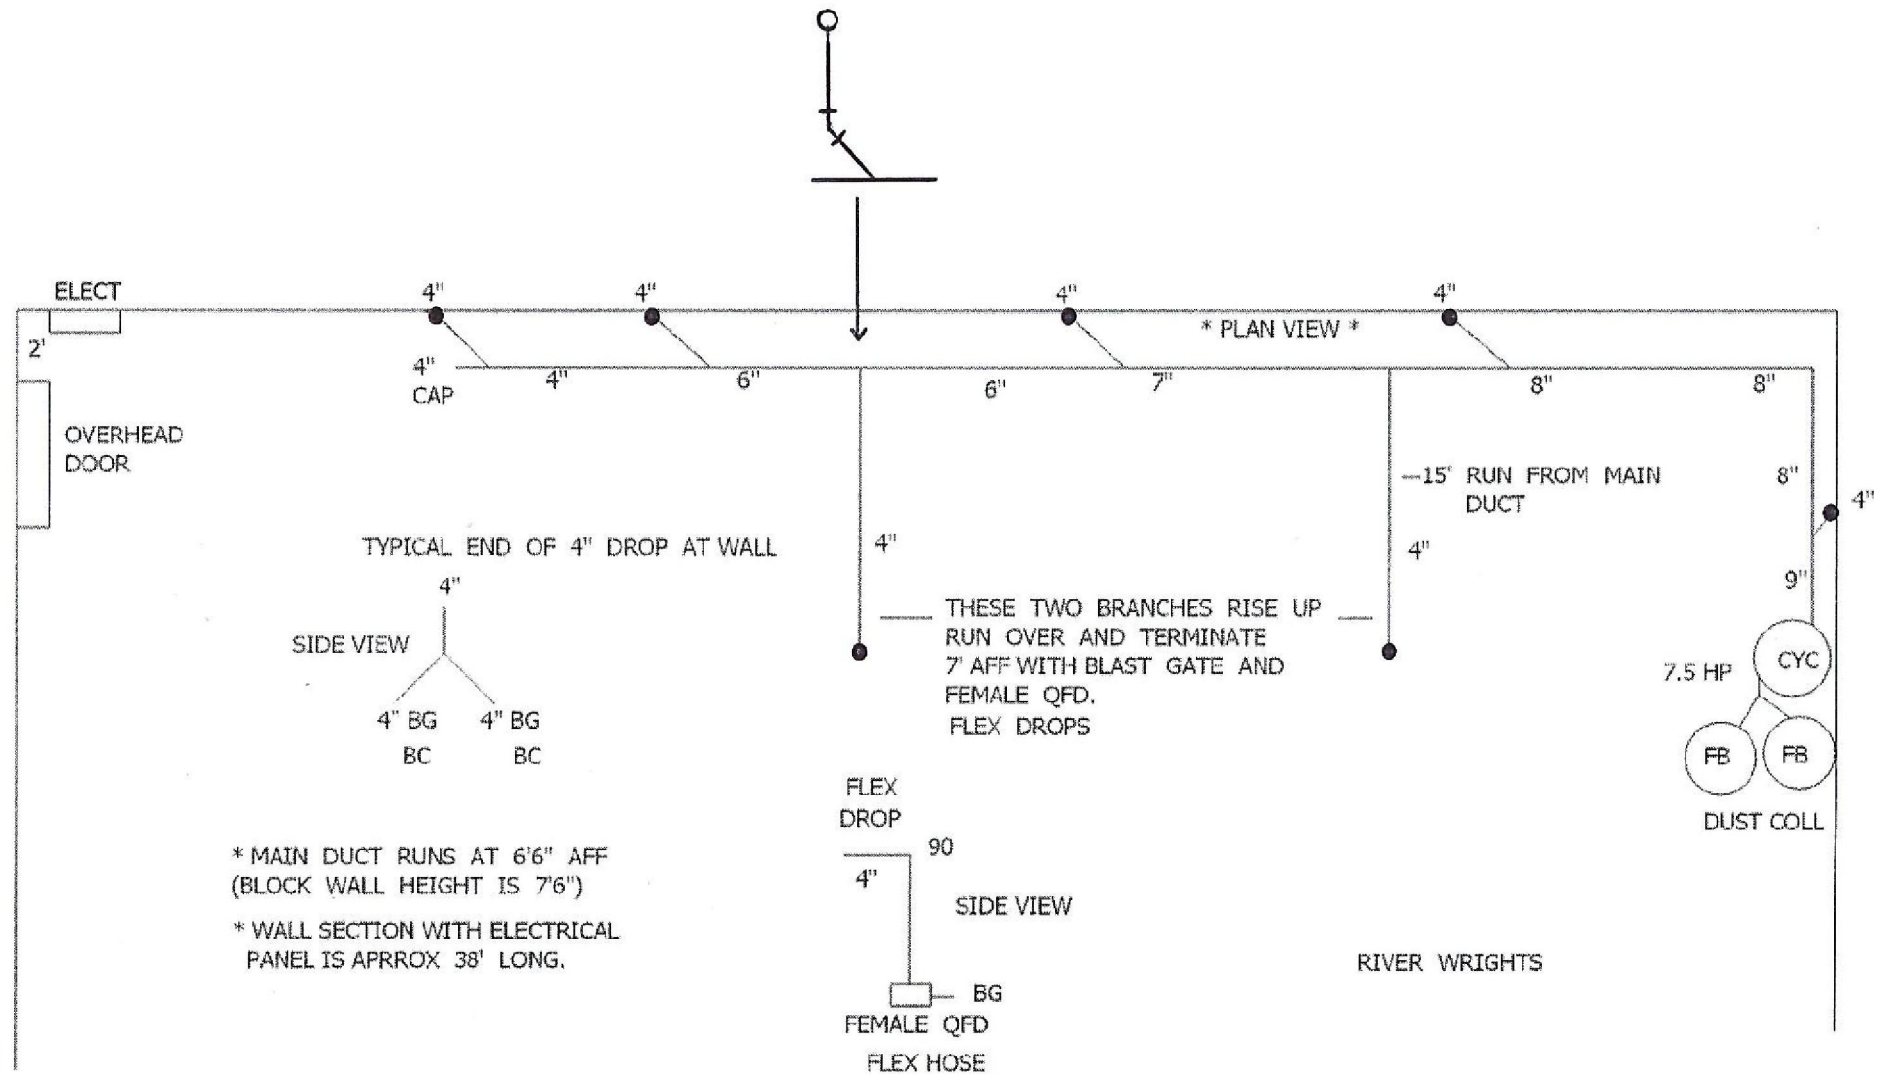 ELECT
4"
4"
4"
4"
* PLAN VIEW *
2'
4"
CAP
4"
6"
6"
7"
8"
8"
OVERHEAD
DOOR
15' RUN FROM MAIN
DUCT
8"
4"
TYPICAL END OF 4" DROP AT WALL
4"
4"
4"
9"
SIDE VIEW
THESE TWO BRANCHES RISE UP
RUN OVER AND TERMINATE
7' AFF WITH BLAST GATE AND
FEMALE QFD.
FLEX DROPS
7.5 HP
CYC
4" BG
4" BG
BC
BC
FB
FB
DUST COLL
FLEX
DROP
90
4"
SIDE VIEW
* MAIN DUCT RUNS AT 6'6" AFF
(BLOCK WALL HEIGHT IS 7'6")
* WALL SECTION WITH ELECTRICAL
PANEL IS APRROX 38' LONG.
RIVER WRIGHTS
BG
FEMALE QFD
FLEX HOSE